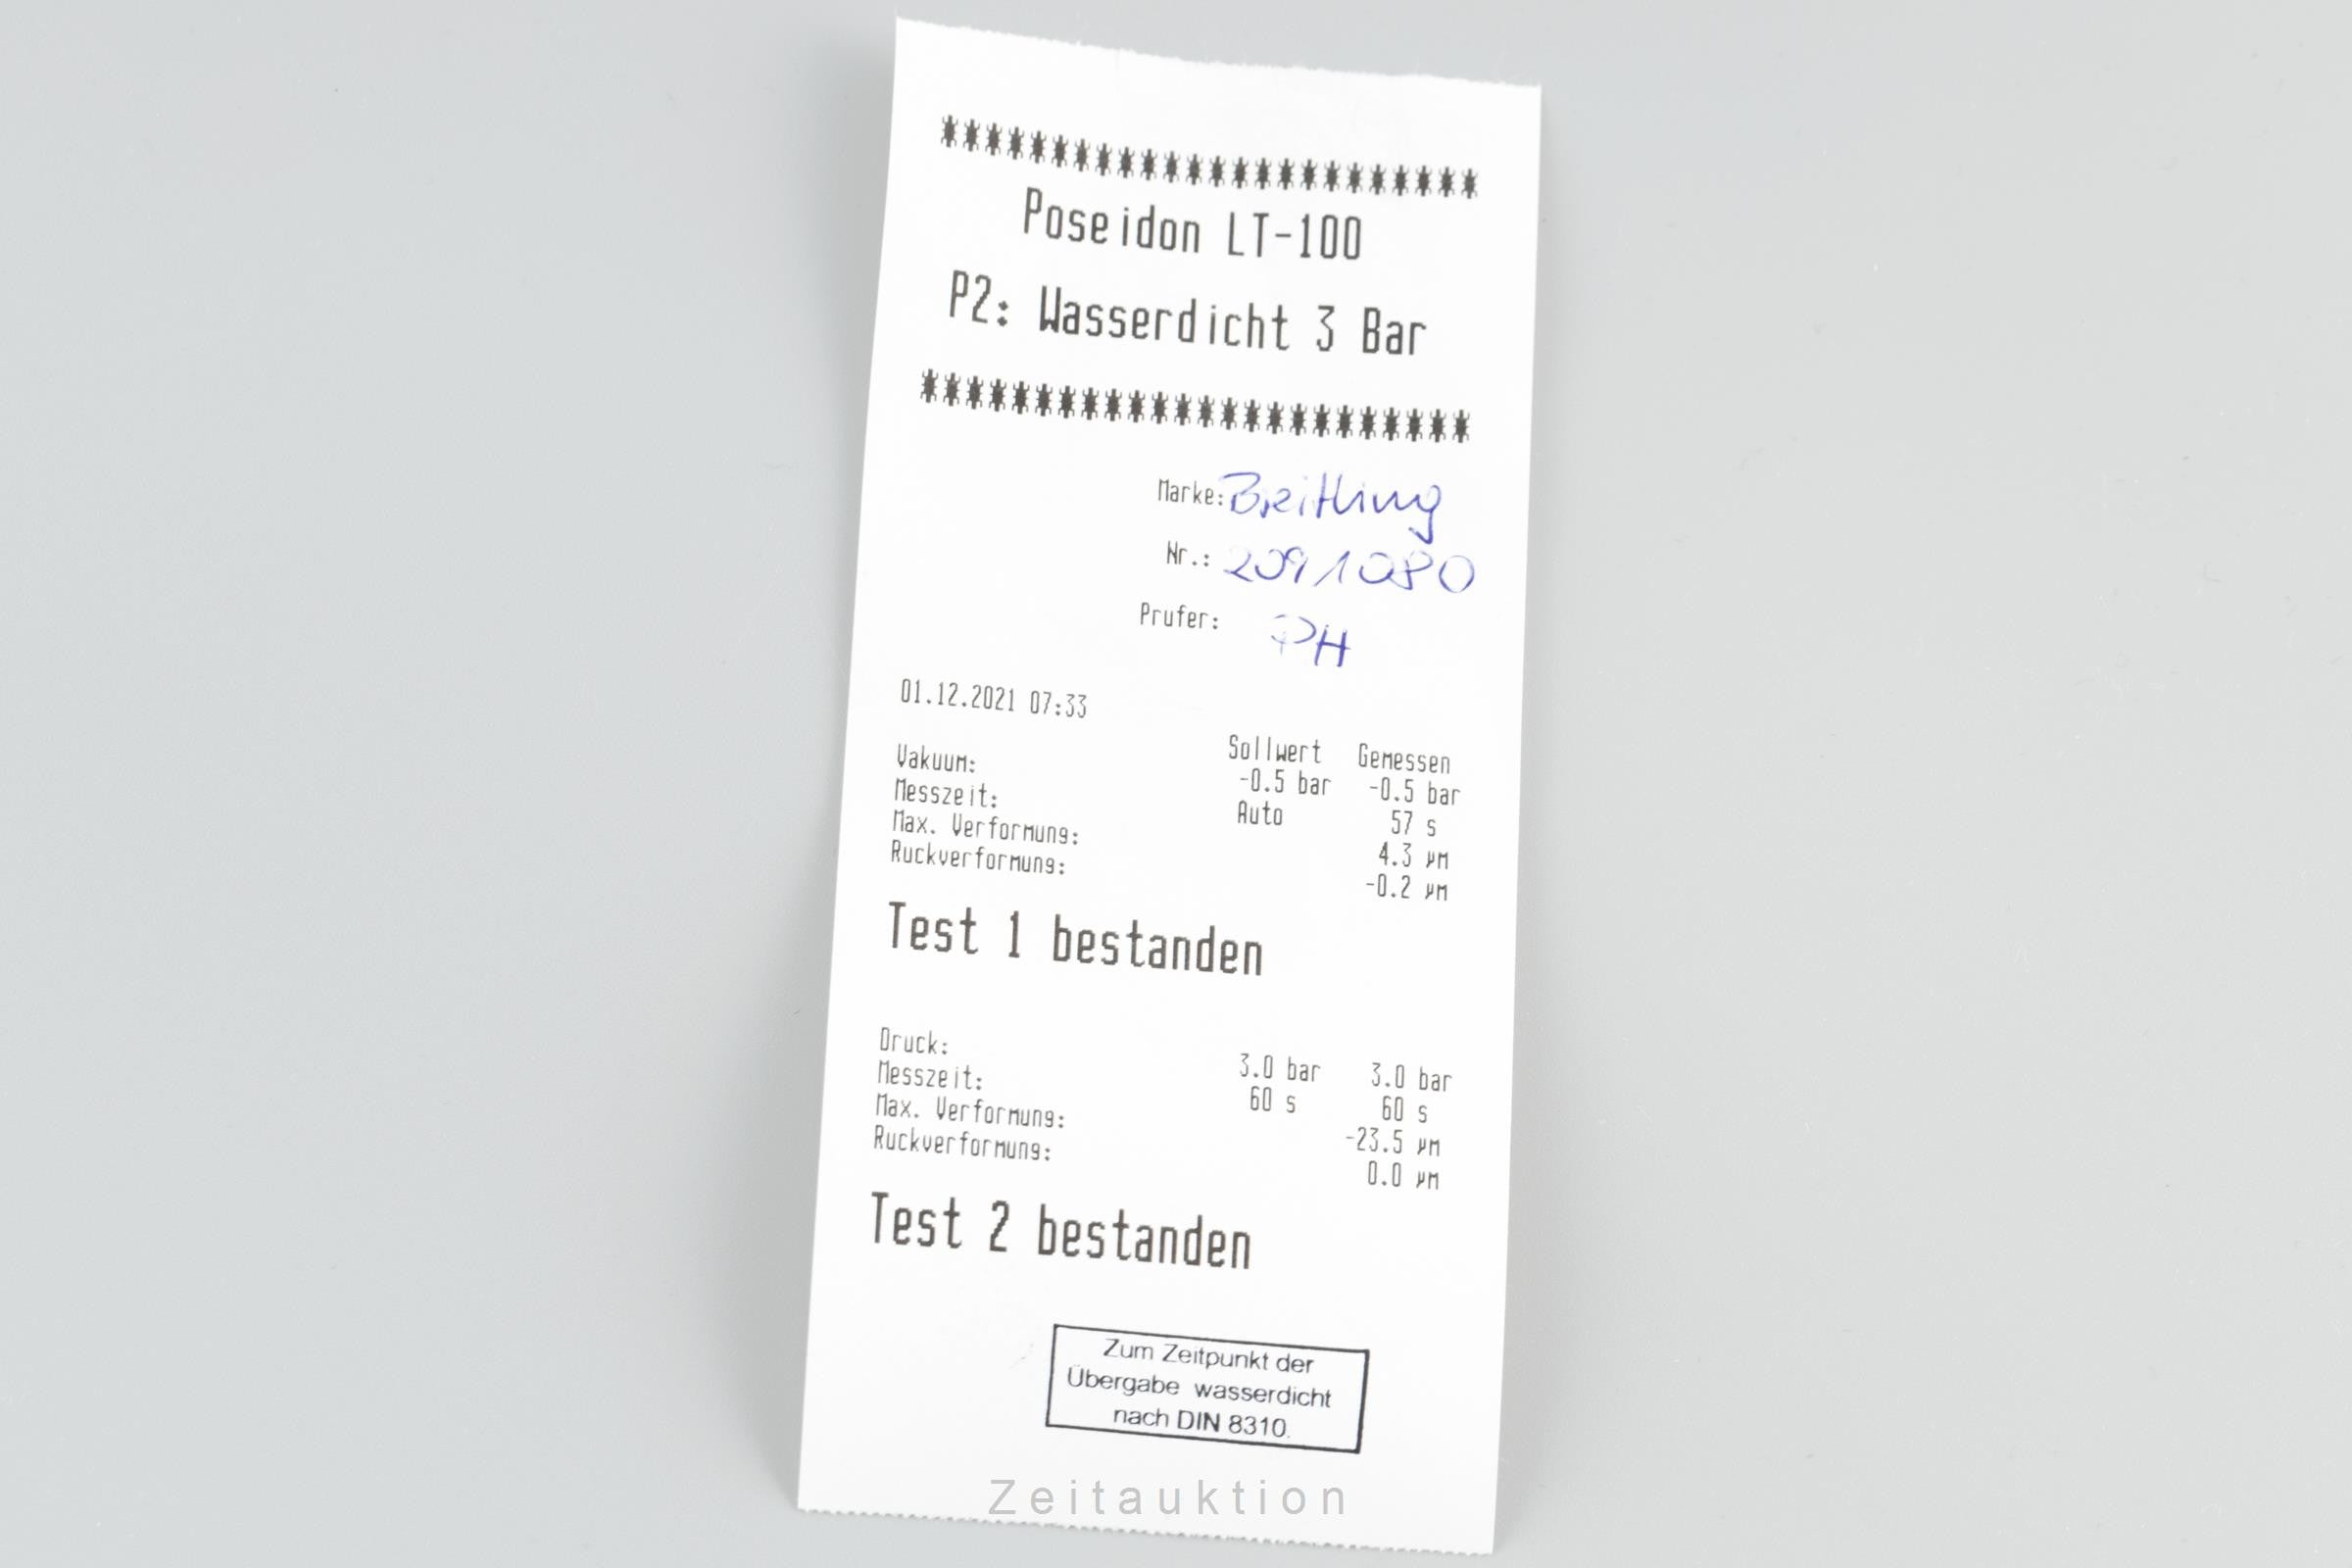 ************************
Poseidon LT-100
P2: Wasserdicht 3 Bar
************************
Marke: Breitling
Nr.: 2091080
Prufer: PH
01.12.2021 07:33
Sollwert Gemessen
Vakuum: -0.5 bar -0.5 bar
Messzeit: Auto 57 s
Max. Verformung: 4.3 µm
Ruckverformung: -0.2 µm
Test 1 bestanden
Druck: 3.0 bar 3.0 bar
Messzeit: 60 s 60 s
Max. Verformung: -23.5 µm
Ruckverformung: 0.0 µm
Test 2 bestanden
Zum Zeitpunkt der
Übergabe wasserdicht
nach DIN 8310.
Zeitauktion